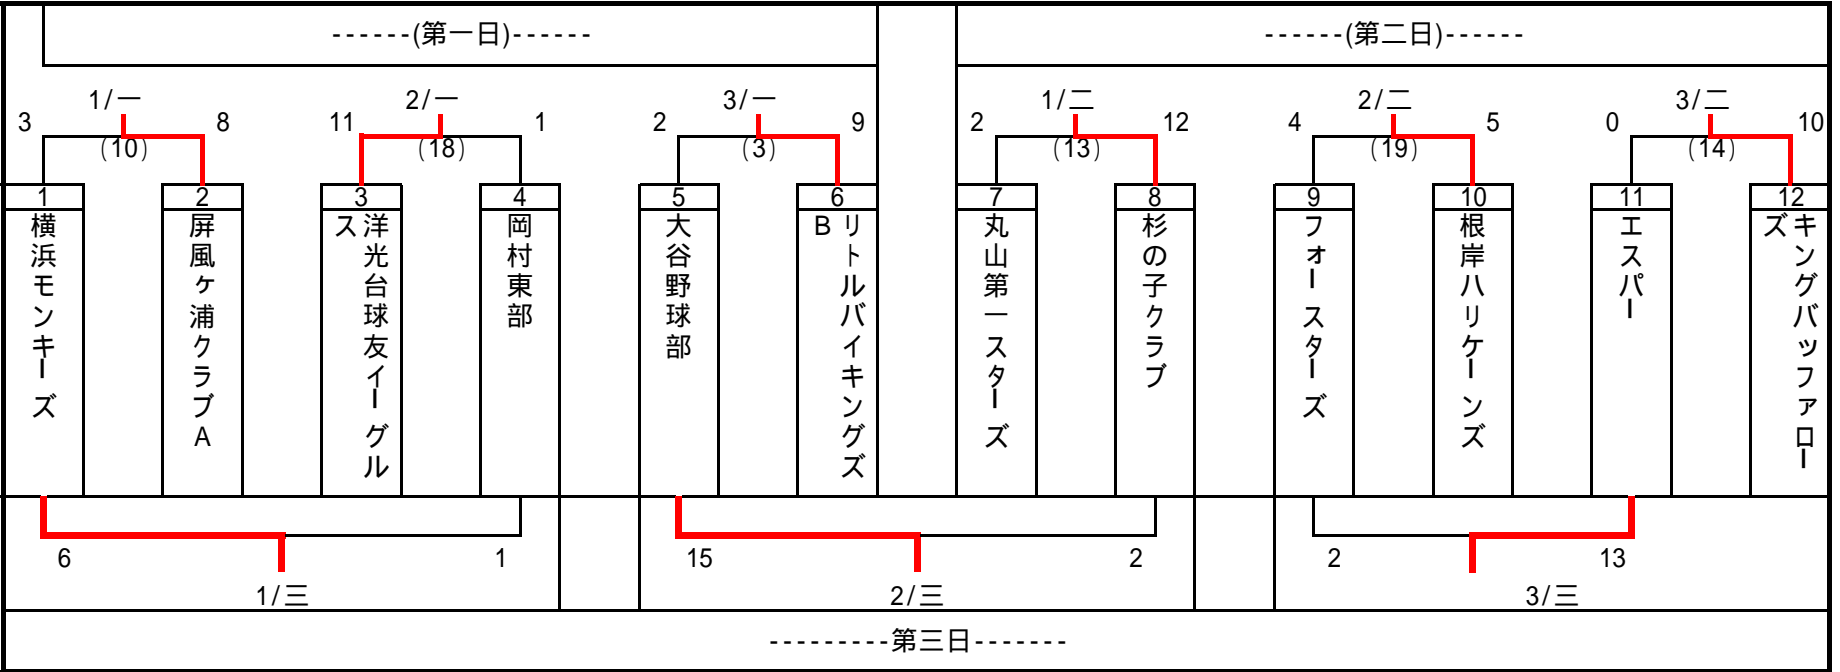 ------(第一日)------
------(第二日)------
1/一
2/一
3/一
1/二
2/二
3/二
3
8
11
1
2
9
2
12
4
5
0
10
(10)
(18)
(3)
(13)
(19)
(14)
1
2
3
4
5
6
7
8
9
10
11
12
横浜モンキーズ
屏風ヶ浦クラブA
洋光台球友イーグル
ス
岡村東部
大谷野球部
リトルバイキングズ
B
丸山第一スターズ
杉の子クラブ
フォースターズ
根岸ハリケーンズ
エスパー
キングバッファロー
ズ
6
1
15
2
2
13
1/三
2/三
3/三
---------第三日-------